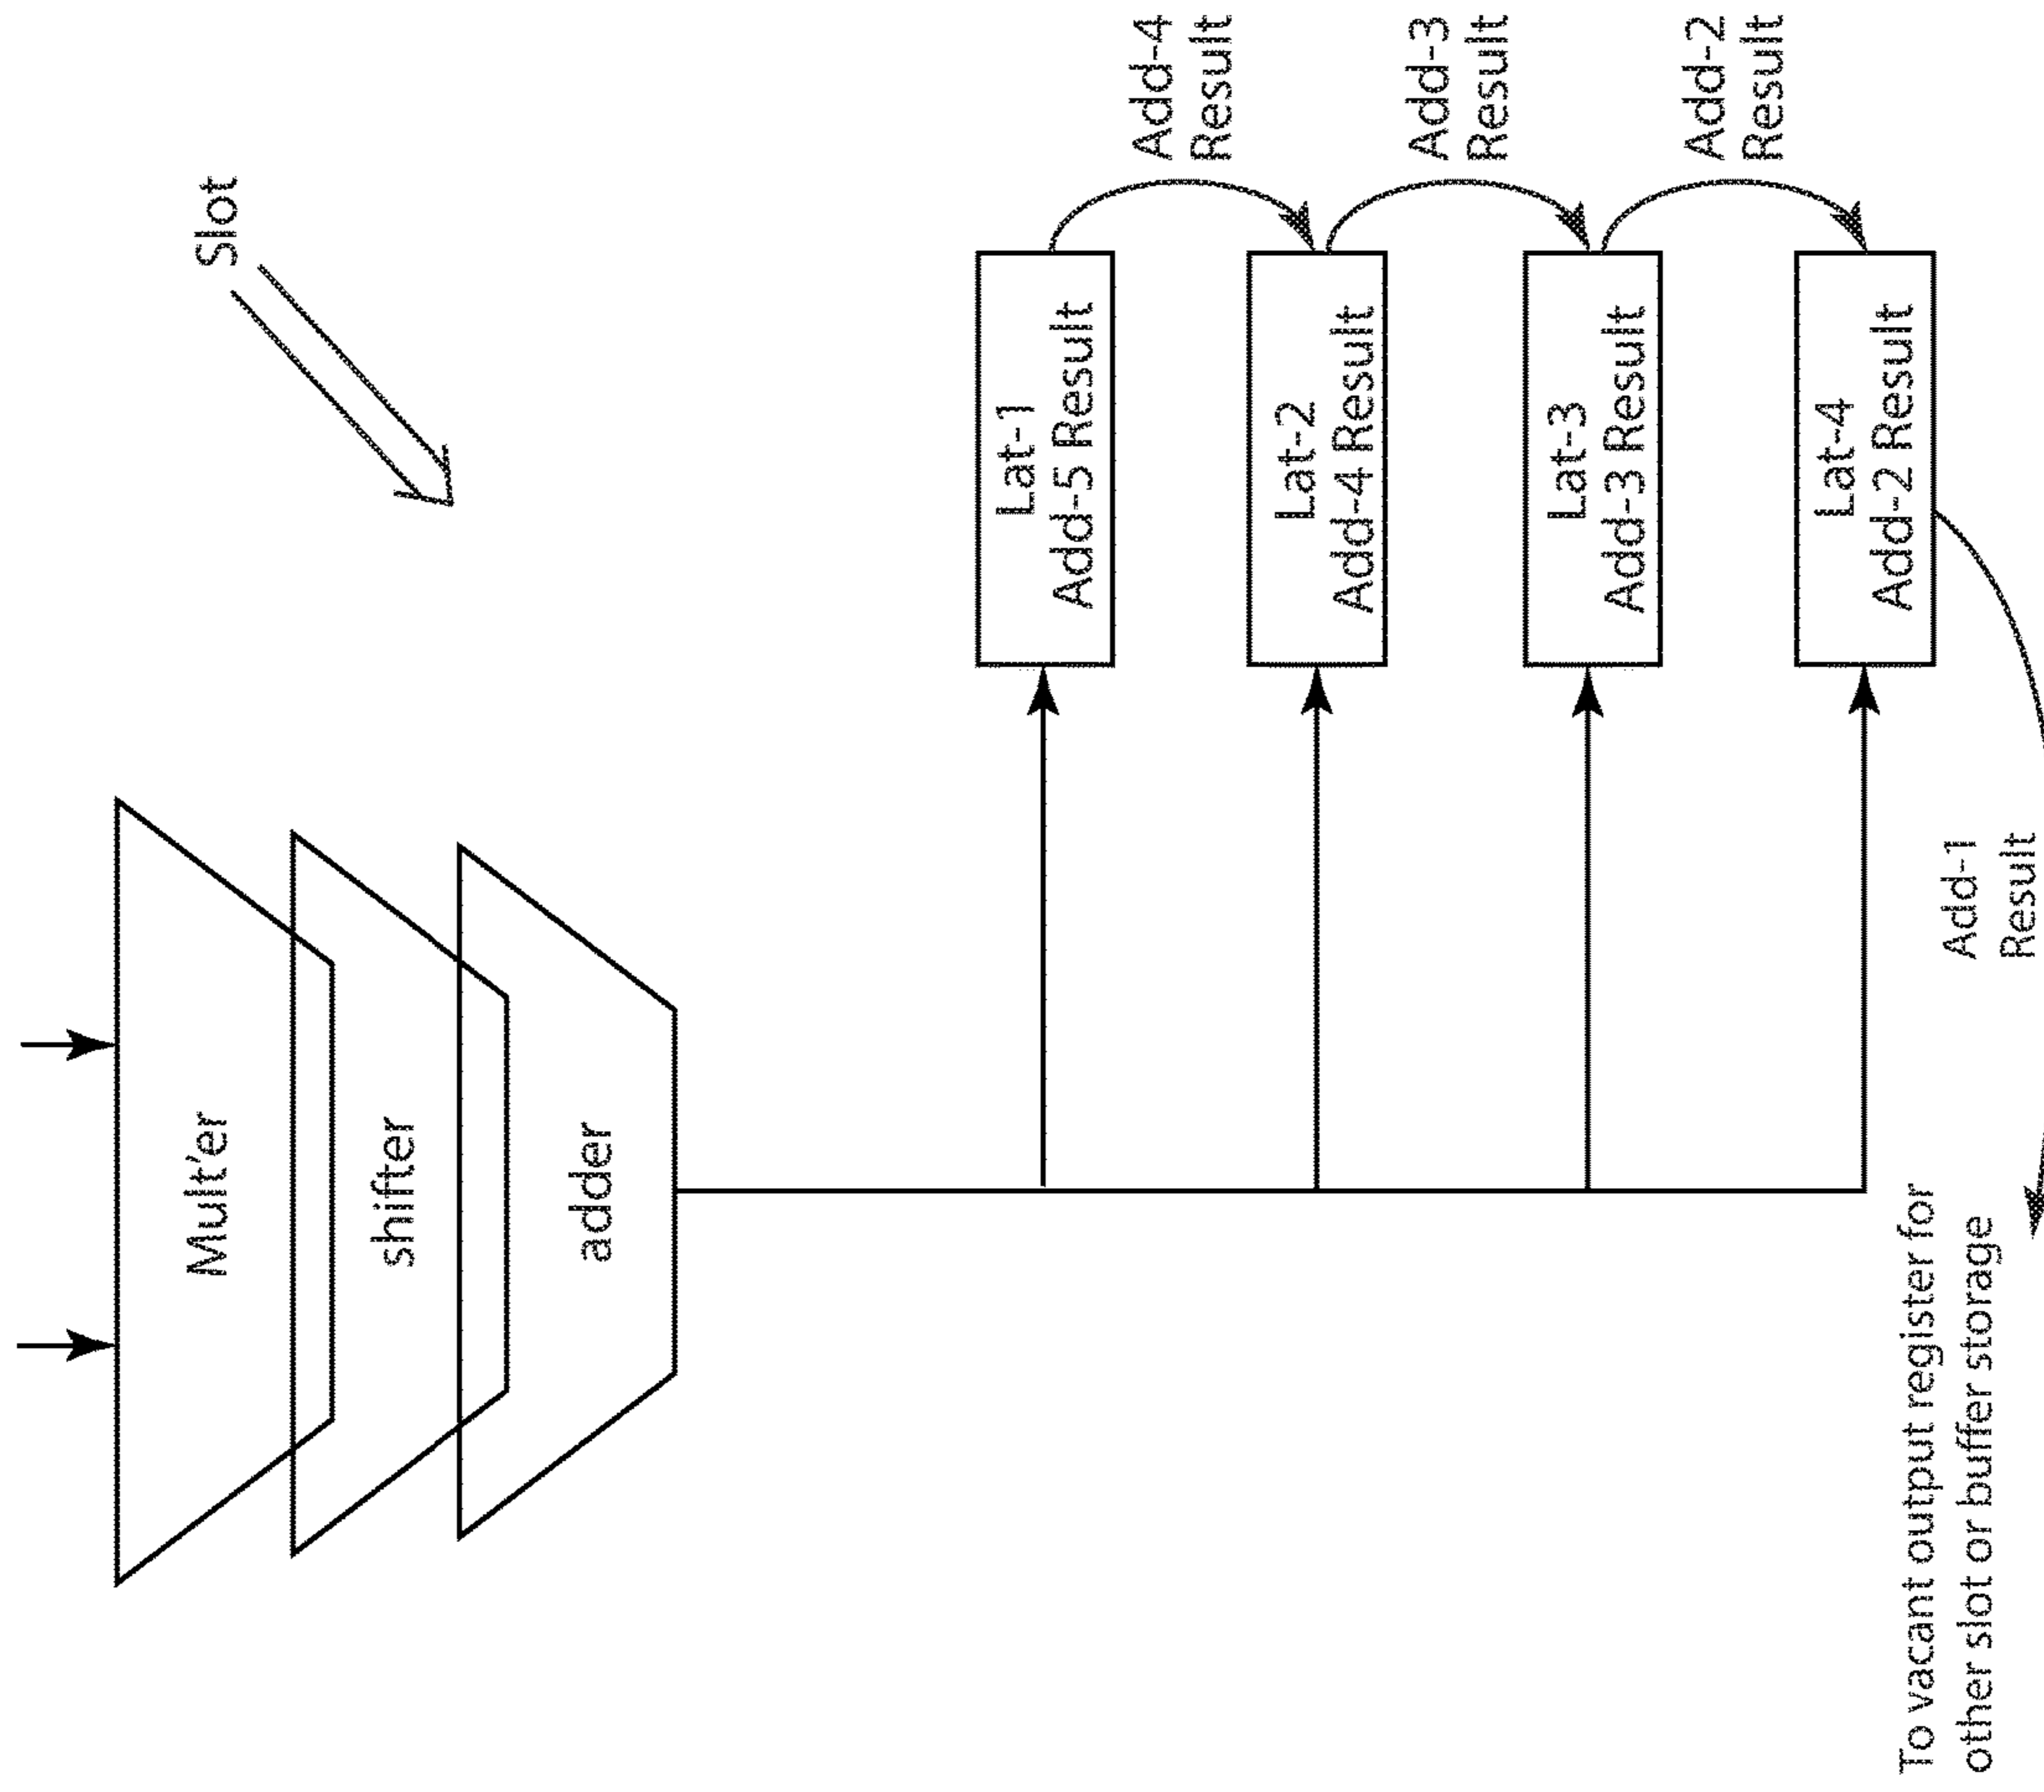 Slot
Mult'er
shifter
adder
Lat-1
Add-5 Result
Add-4
Result
Lat-2
Add-4 Result
Add-3
Result
Lat-3
Add-3 Result
Add-2
Result
Lat-4
Add-2 Result
Add-1
Result
To vacant output register for
other slot or buffer storage